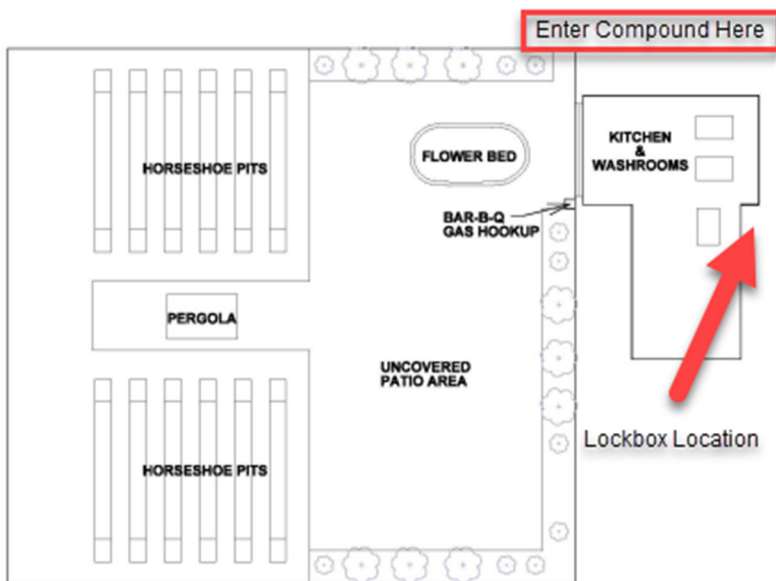 Enter Compound Here
KITCHEN
&
WASHROOMS
HORSESHOE PITS
FLOWER BED
BAR-B-Q
GAS HOOKUP
PERGOLA
UNCOVERED
PATIO AREA
Lockbox Location
HORSESHOE PITS